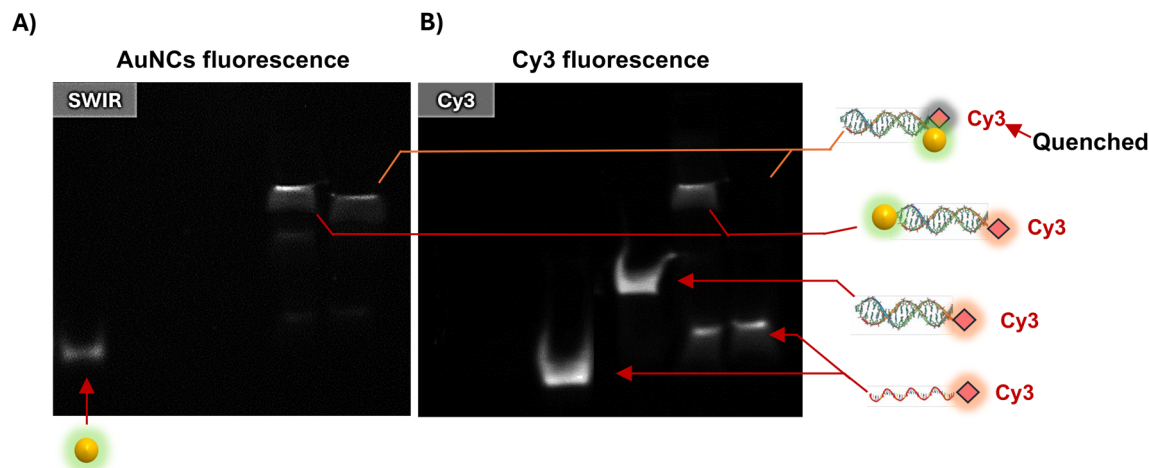 A)
B)
AuNCs fluorescence
Cy3 fluorescence
SWIR
Cy3
Cy3
Quenched
Cy3
Cy3
Cy3